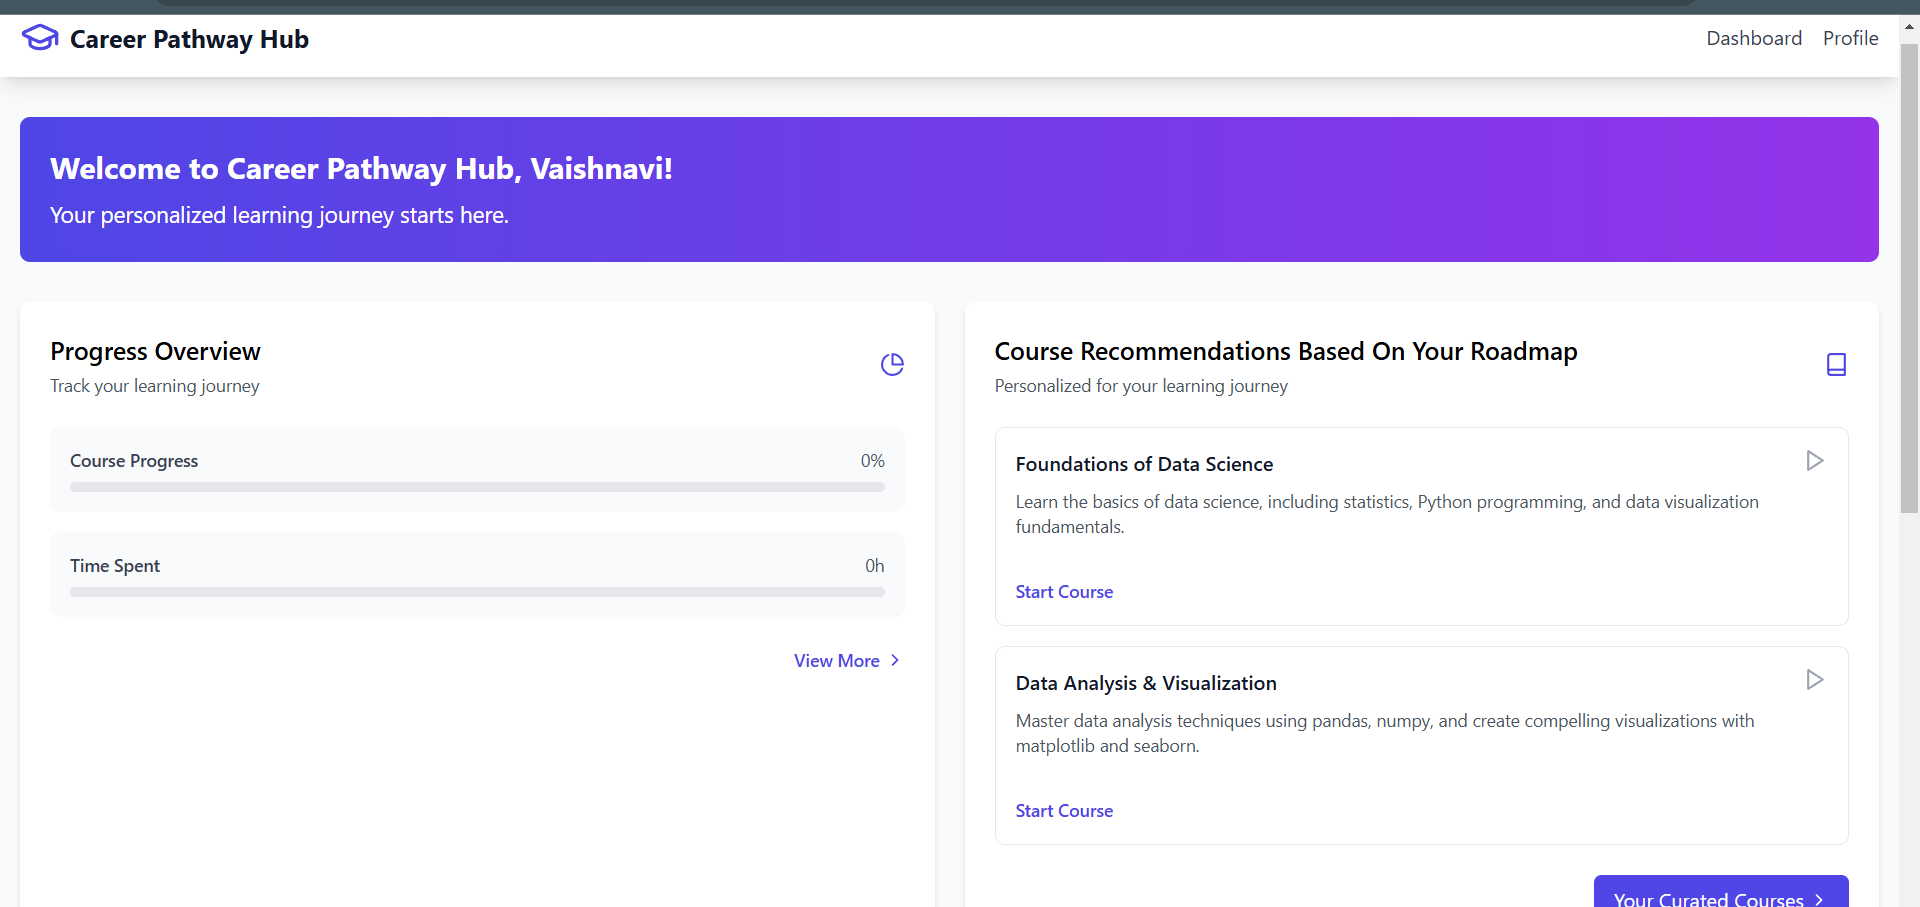 Career Pathway Hub
Dashboard Profile
Welcome to Career Pathway Hub, Vaishnavi!
Your personalized learning journey starts here.
Progress Overview
Track your learning journey
Course Progress 0%
Time Spent 0h
View More
Course Recommendations Based On Your Roadmap
Personalized for your learning journey
Foundations of Data Science
Learn the basics of data science, including statistics, Python programming, and data visualization
fundamentals.
Start Course
Data Analysis & Visualization
Master data analysis techniques using pandas, numpy, and create compelling visualizations with
matplotlib and seaborn.
Start Course
Your Curated Courses